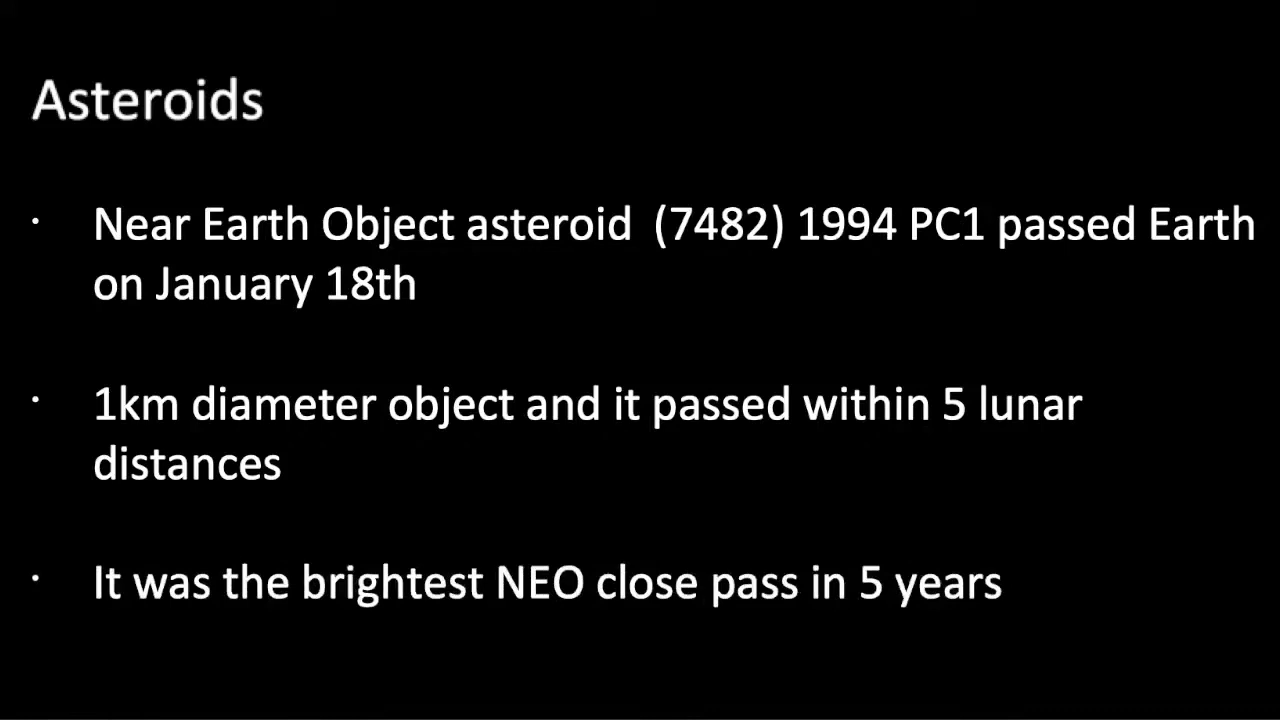 Asteroids
· Near Earth Object asteroid (7482) 1994 PC1 passed Earth
on January 18th
· 1km diameter object and it passed within 5 lunar
distances
· It was the brightest NEO close pass in 5 years